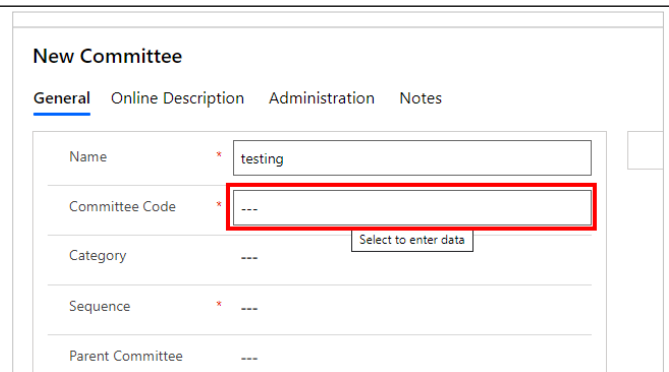 New Committee
General Online Description Administration Notes
Name * testing
Committee Code * ---
Select to enter data
Category ---
Sequence * ---
Parent Committee ---